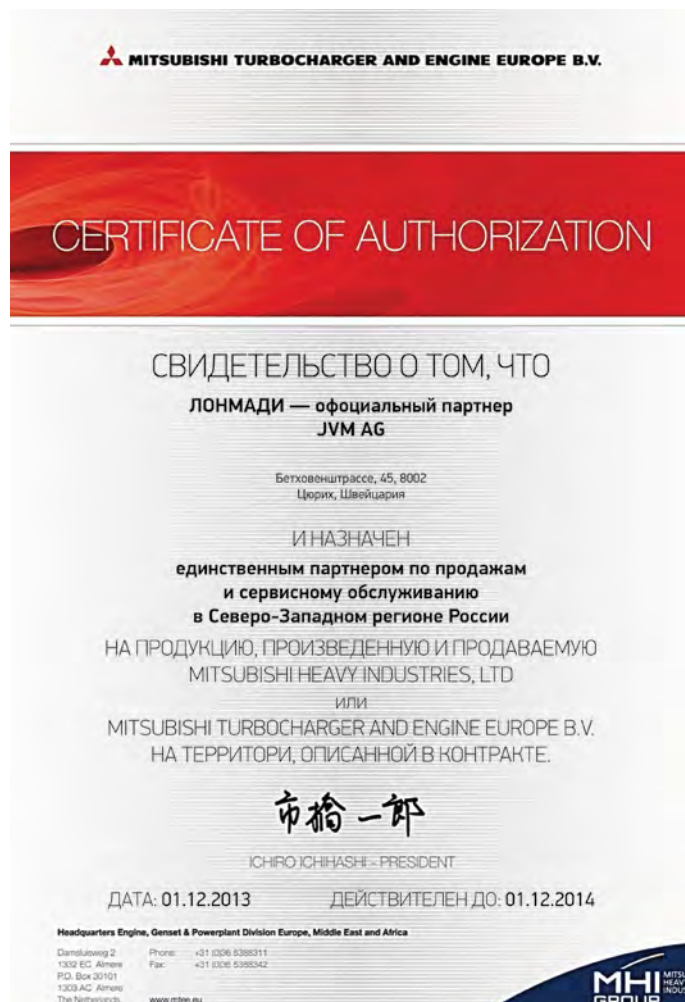 MITSUBISHI TURBOCHARGER AND ENGINE EUROPE B.V.
CERTIFICATE OF AUTHORIZATION
СВИДЕТЕЛЬСТВО О ТОМ, ЧТО
ЛОНМАДИ — офоциальный партнер
JVM AG
Бетховенштрассе, 45, 8002
Цюрих, Швейцария
И НАЗНАЧЕН
единственным партнером по продажам
и сервисному обслуживанию
в Северо-Западном регионе России
НА ПРОДУКЦИЮ, ПРОИЗВЕДЕННУЮ И ПРОДАВАЕМУЮ
MITSUBISHI HEAVY INDUSTRIES, LTD
ИЛИ
MITSUBISHI TURBOCHARGER AND ENGINE EUROPE B.V.
НА ТЕРРИТОРИ, ОПИСАННОЙ В КОНТРАКТЕ.
市橋一郎
ICHIRO ICHIHASHI - PRESIDENT
ДАТА: 01.12.2013 ДЕЙСТВИТЕЛЕН ДО: 01.12.2014
Headquarters Engine, Genset & Powerplant Division Europe, Middle East and Africa
Damsluisweg 2 Phone: +31 (0)36 5388311
1332 EC Almere Fax: +31 (0)36 5388342
P.O. Box 30101
1303 AC Almere
The Netherlands www.mtee.eu
MHI
GROUP
MITSU
HEAVY
INDUS